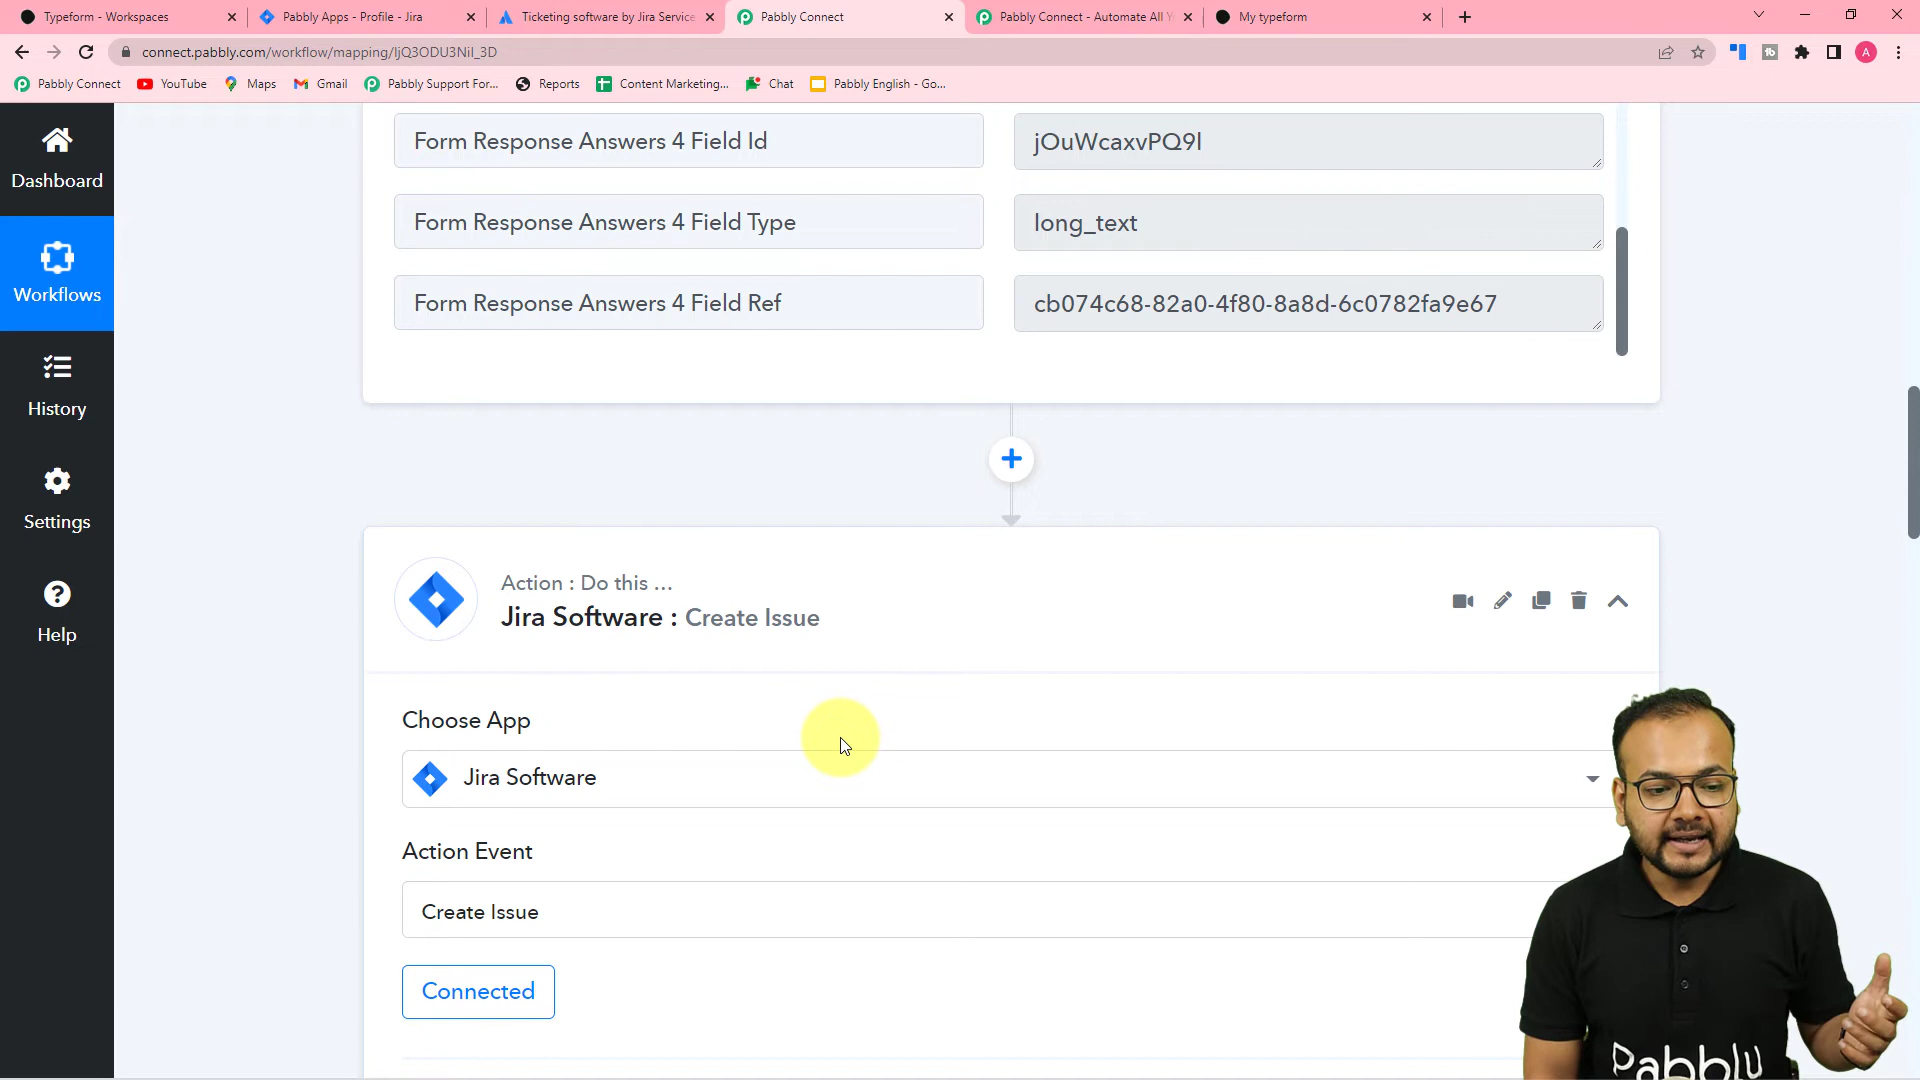 Typeform - Workspaces
Pabbly Apps - Profile - Jira
Ticketing software by Jira Service
Pabbly Connect
Pabbly Connect - Automate All Y
My typeform
connect.pabbly.com/workflow/mapping/IjQ3ODU3NiI_3D
A
Pabbly Connect
YouTube
Maps
Gmail
Pabbly Support For...
Reports
Content Marketing...
Chat
Pabbly English - Go...
Dashboard
Workflows
History
Settings
Help
Form Response Answers 4 Field Id
jOuWcaxvPQ9l
Form Response Answers 4 Field Type
long_text
Form Response Answers 4 Field Ref
cb074c68-82a0-4f80-8a8d-6c0782fa9e67
Action : Do this ...
Jira Software : Create Issue
Choose App
Jira Software
Action Event
Create Issue
Connected
Pabbly